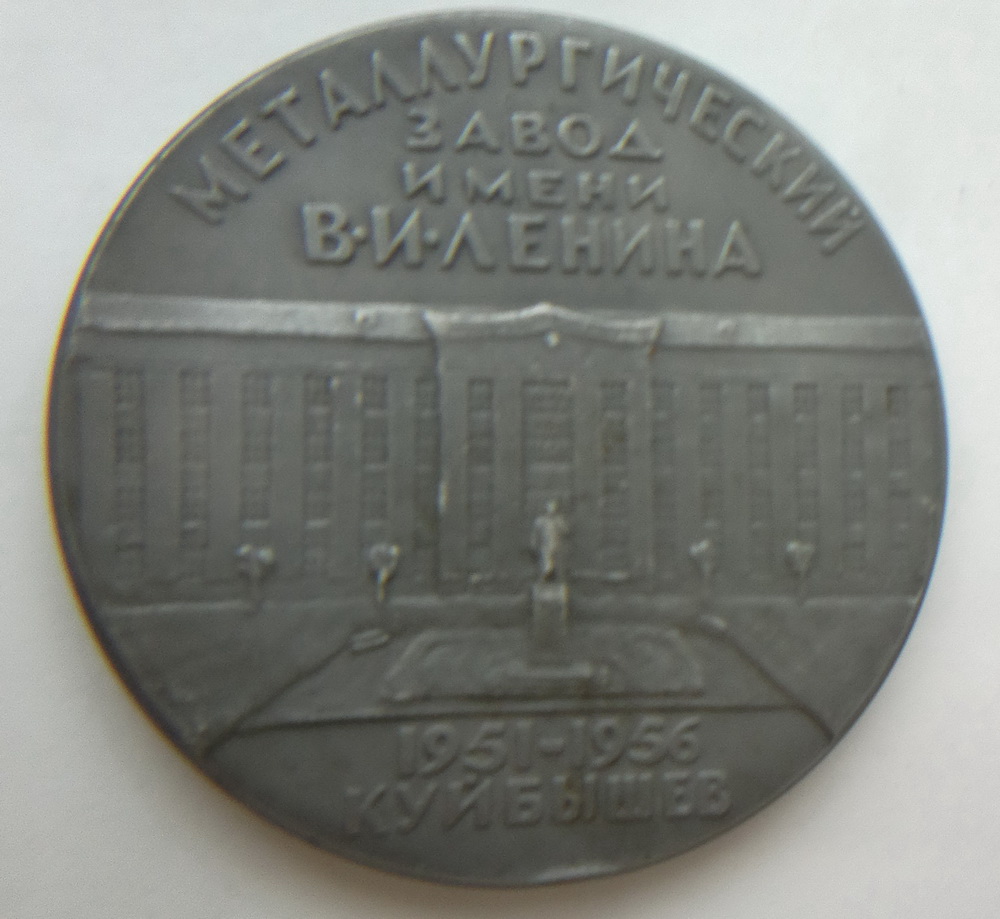 МЕТАЛЛУРГИЧЕСКИЙ
ЗАВОД
ИМЕНИ
В·И·ЛЕНИНА
1951-1956
КУЙБЫШЕВ